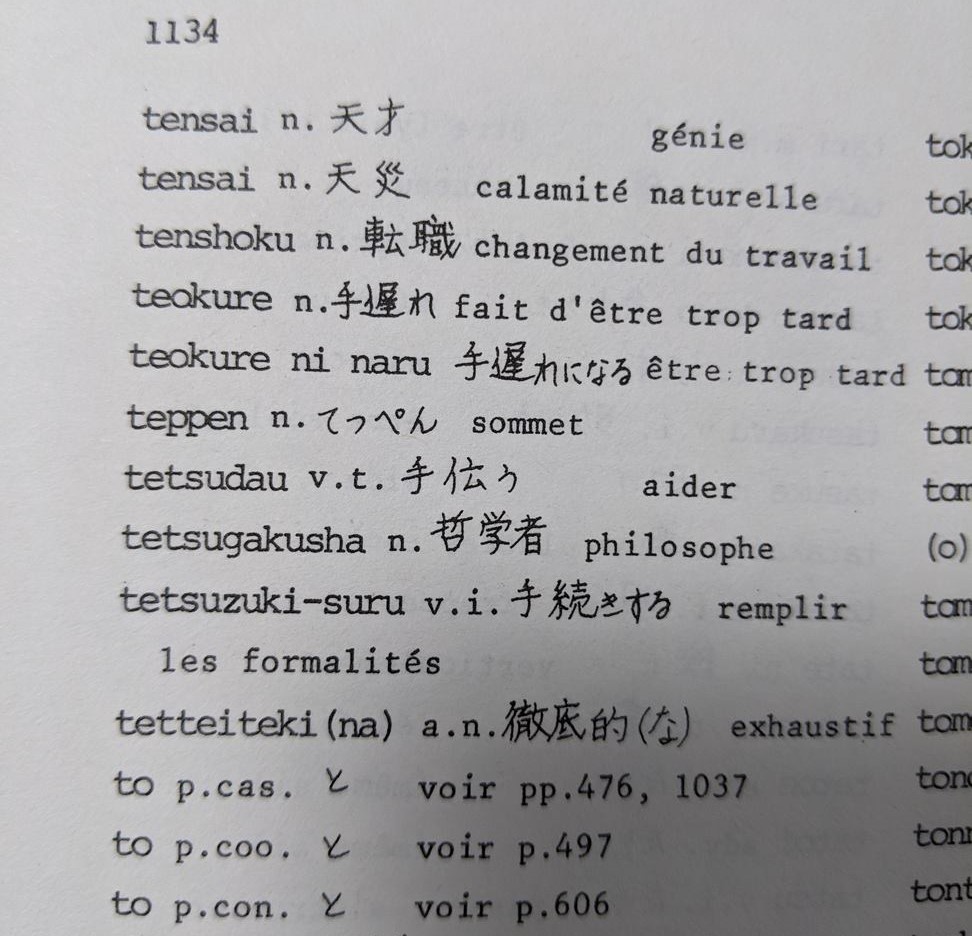 1134
tensai n. 天才 génie
tensai n. 天災 calamité naturelle
tenshoku n. 転職 changement du travail
teokure n. 手遅れ fait d'être trop tard
teokure ni naru 手遅れになる être trop tard
teppen n. てっぺん sommet
tetsudau v.t. 手伝う aider
tetsugakusha n. 哲学者 philosophe
tetsuzuki-suru v.i. 手続きする remplir
les formalités
tetteiteki(na) a.n. 徹底的(な) exhaustif
to p.cas. と voir pp.476, 1037
to p.coo. と voir p.497
to p.con. と voir p.606
(o)